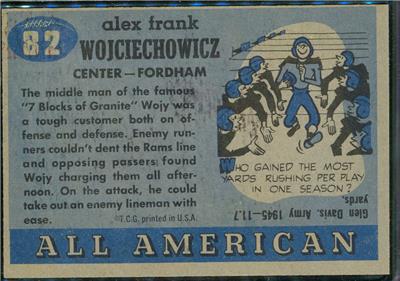 82
alex frank
WOJCIECHOWICZ
CENTER—FORDHAM
The middle man of the famous
"7 Blocks of Granite" Wojy was
a tough customer both on of-
fense and defense. Enemy run-
ners couldn't dent the Rams line
and opposing passers found
Wojy charging them all after-
noon. On the attack, he could
take out an enemy lineman with
ease.
©T.C.G. printed in U.S.A.
WHO GAINED THE MOST
YARDS RUSHING PER PLAY
IN ONE SEASON?
Glen Davis, Army 1945-11.7
yards.
ALL AMERICAN